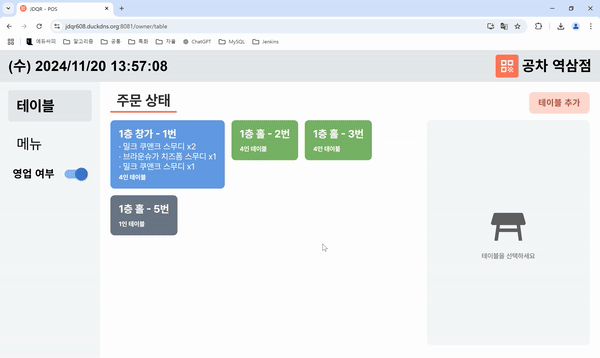 JDQR - POS
jdqr608.duckdns.org:8081/owner/table
에듀싸피 알고리즘 공통 특화 자율 ChatGPT MySQL Jenkins
(수) 2024/11/20 13:57:08
공차 역삼점
테이블
메뉴
영업 여부
주문 상태
테이블 추가
1층 창가 - 1번
· 밀크 쿠앤크 스무디 x2
· 브라운슈가 치즈폼 스무디 x1
· 밀크 쿠앤크 스무디 x1
4인 테이블
1층 홀 - 2번
4인 테이블
1층 홀 - 3번
4인 테이블
1층 홀 - 5번
1인 테이블
테이블을 선택하세요